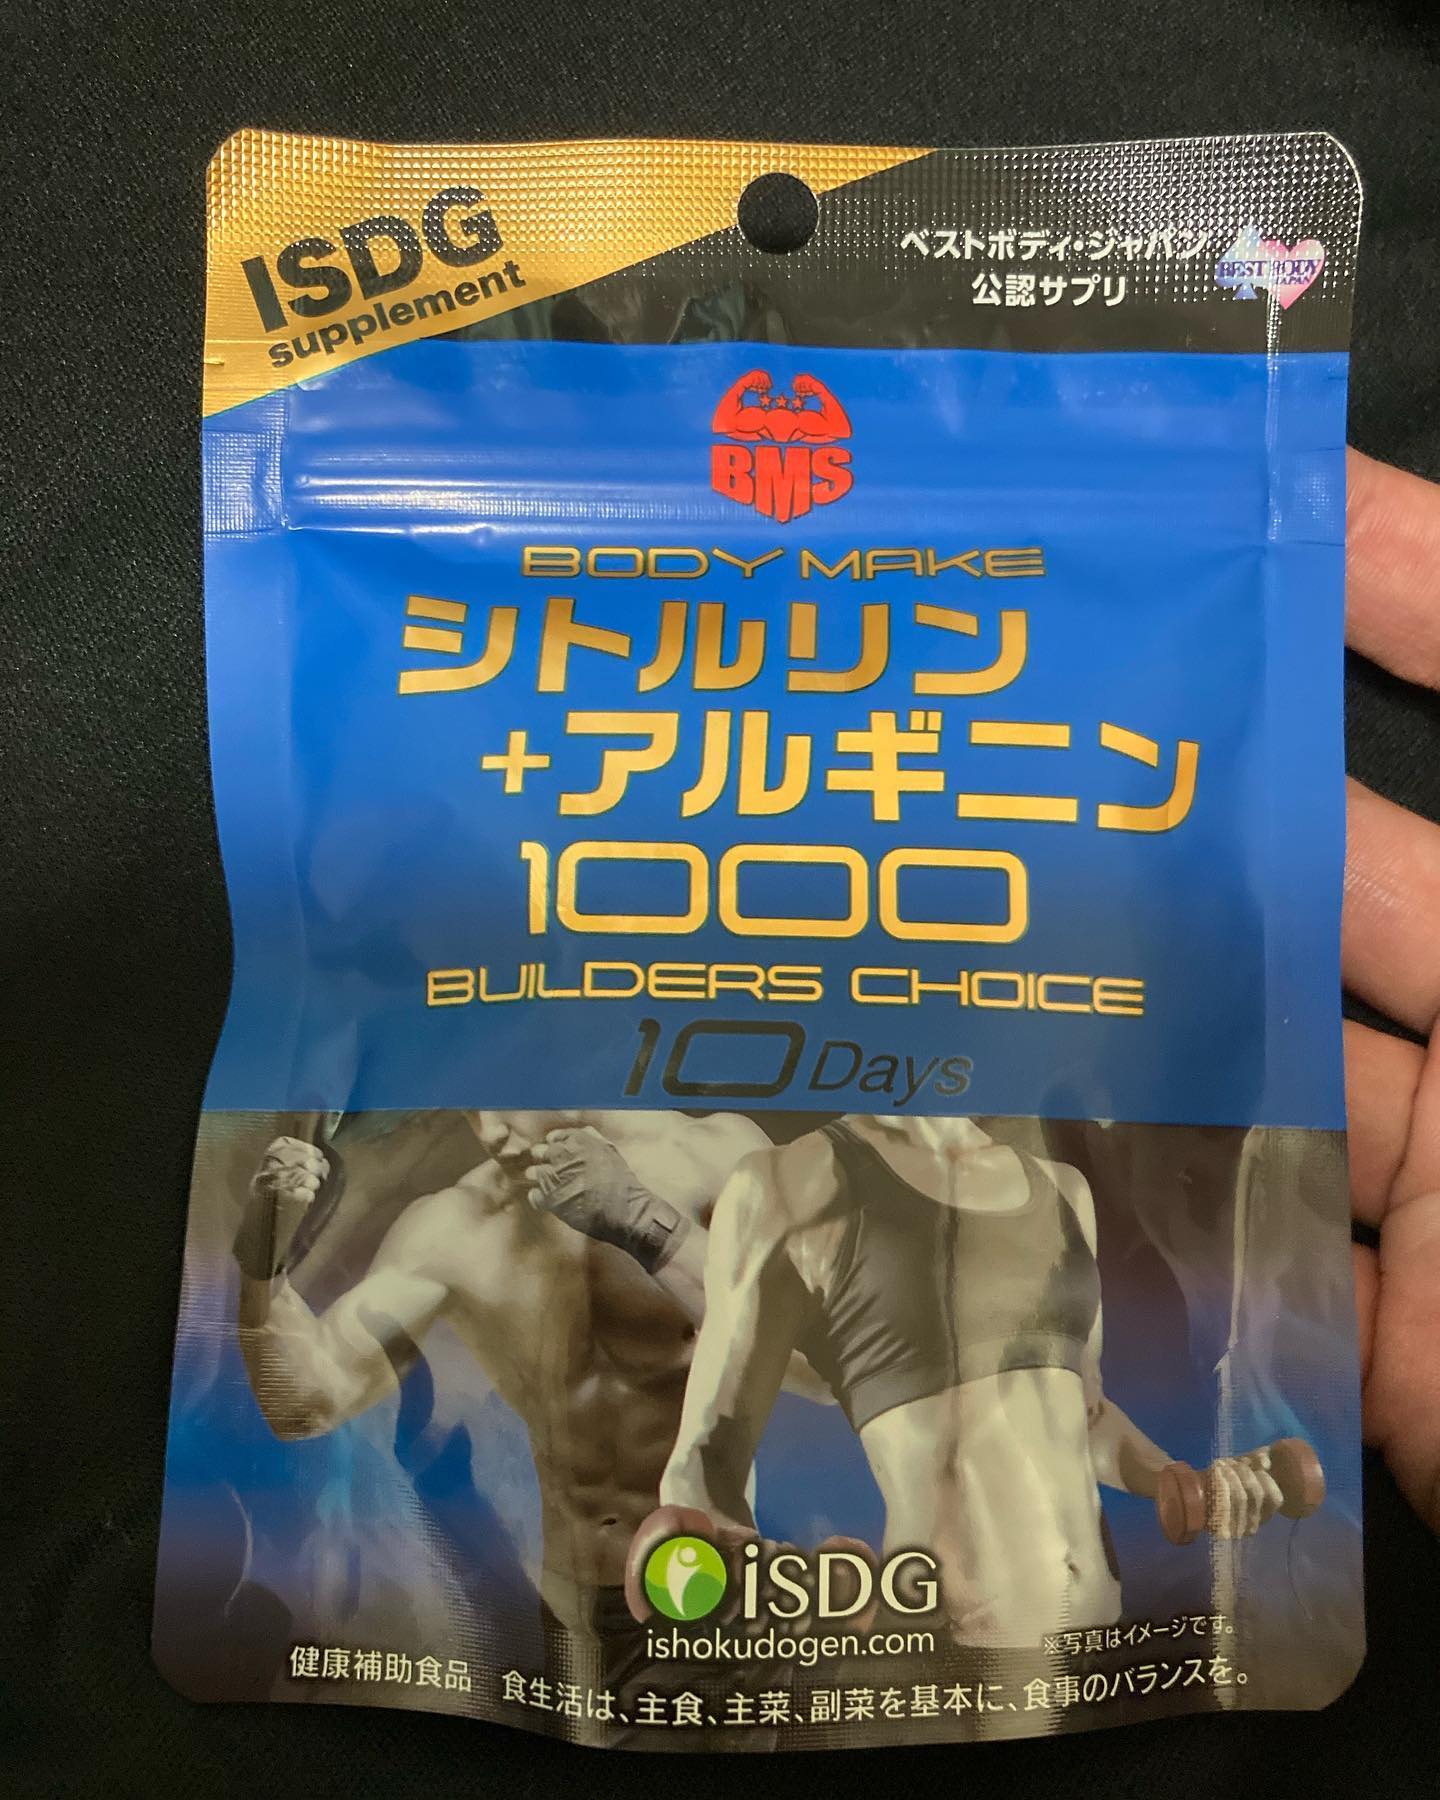 ISDG
supplement
ベストボディ・ジャパン
公認サプリ
BEST BODY
JAPAN
BMS
BODY MAKE
シトルリン
+アルギニン
1000
BUILDERS CHOICE
10 Days
iSDG
ishokudogen.com
※写真はイメージです。
健康補助食品 食生活は、主食、主菜、副菜を基本に、食事のバランスを。